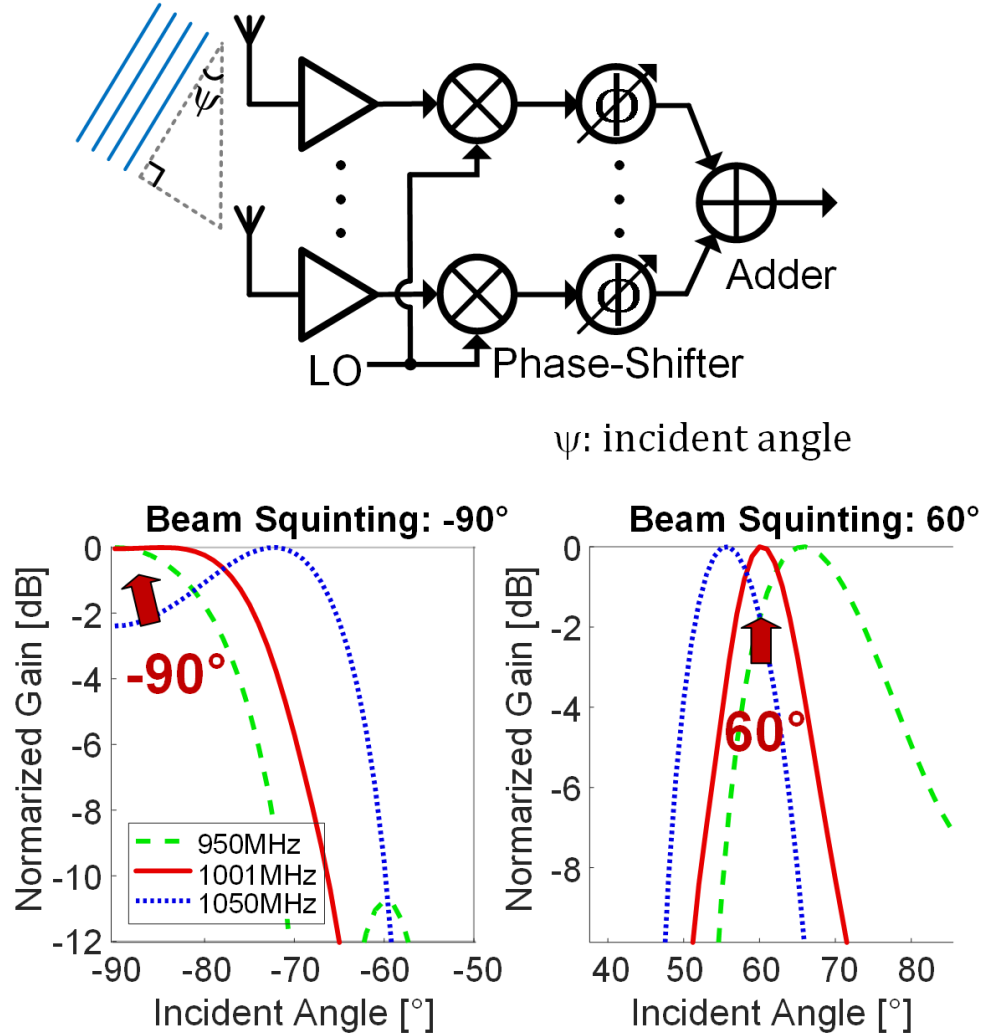 ψ
ϕ
ϕ
Adder
LO
Phase-Shifter
ψ: incident angle
Beam Squinting: -90°
Normarized Gain [dB]
0
-2
-4
-6
-8
-10
-12
-90°
950MHz
1001MHz
1050MHz
-90 -80 -70 -60 -50
Incident Angle [°]
Beam Squinting: 60°
Normarized Gain [dB]
0
-2
-4
-6
-8
60°
40 50 60 70 80
Incident Angle [°]